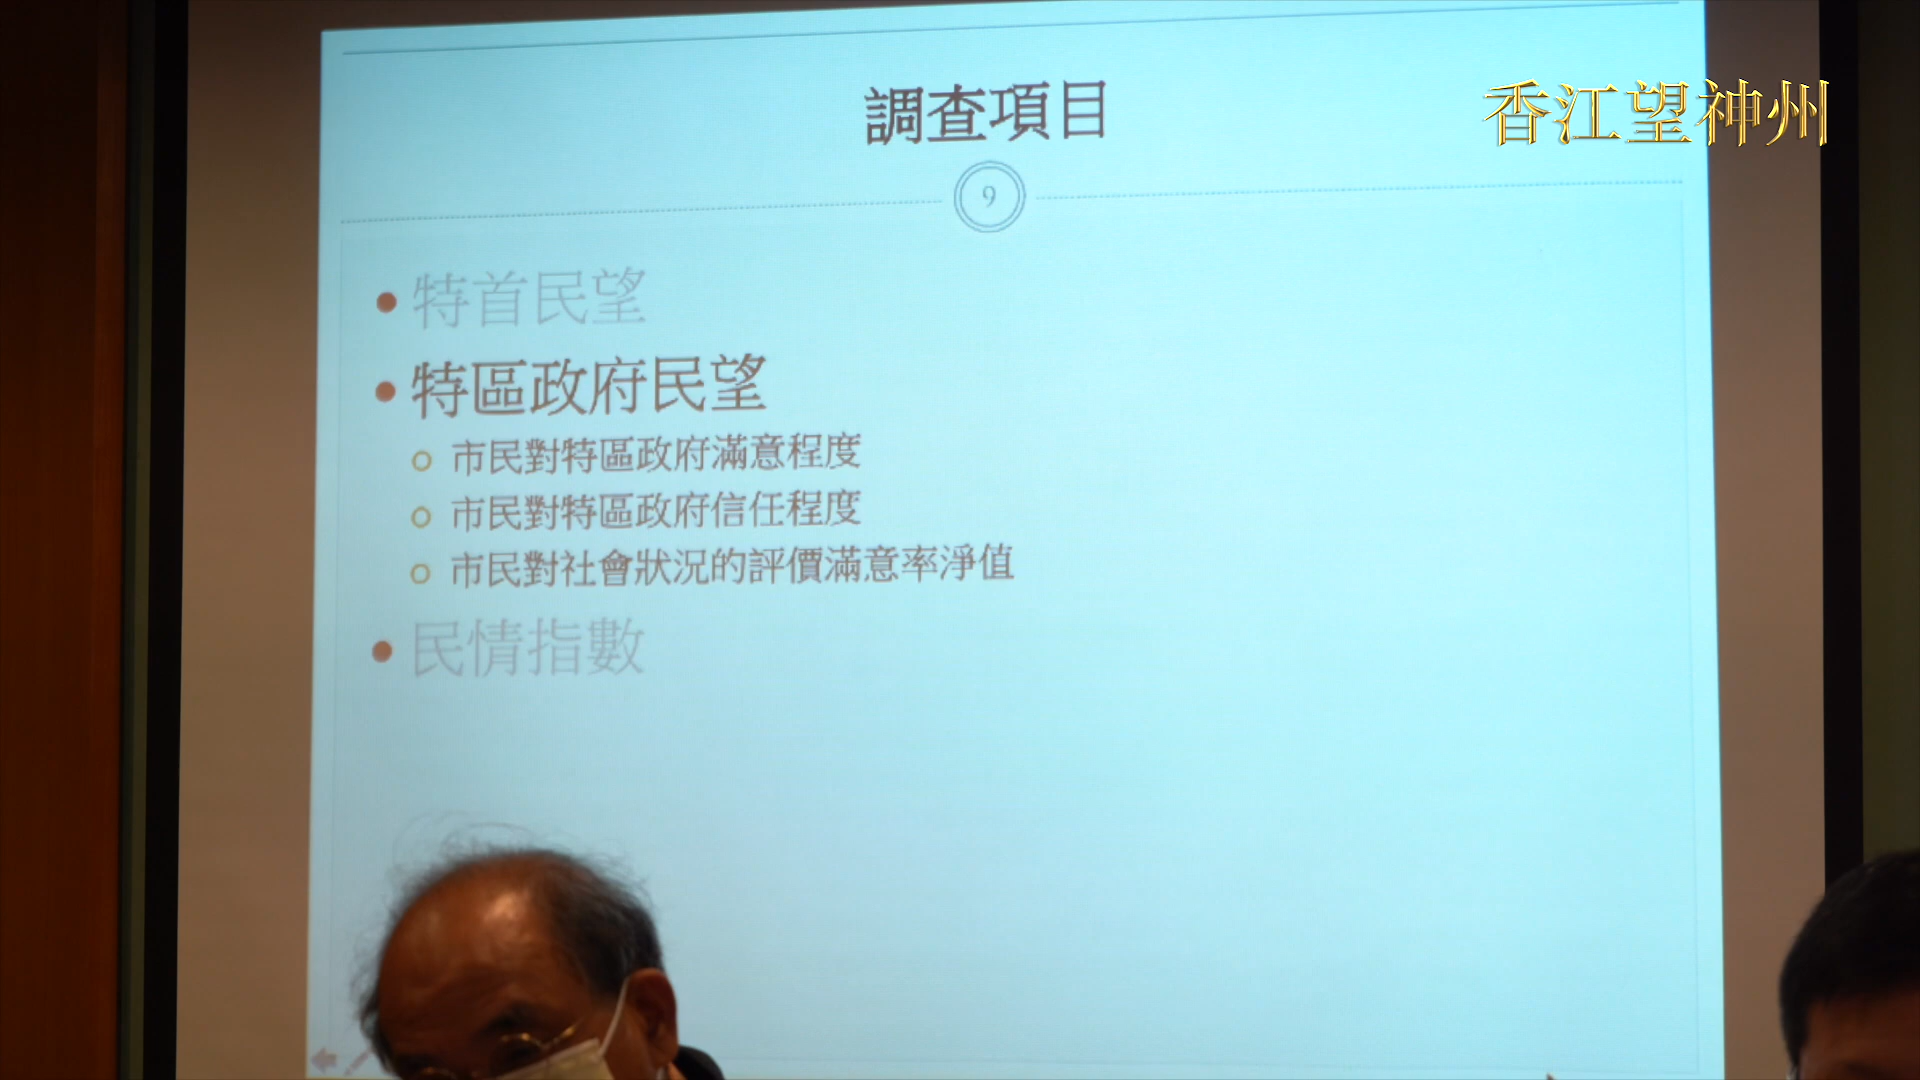 調查項目
香江望神州
9
特首民望
特區政府民望
市民對特區政府滿意程度
市民對特區政府信任程度
市民對社會狀況的評價滿意率淨值
民情指數